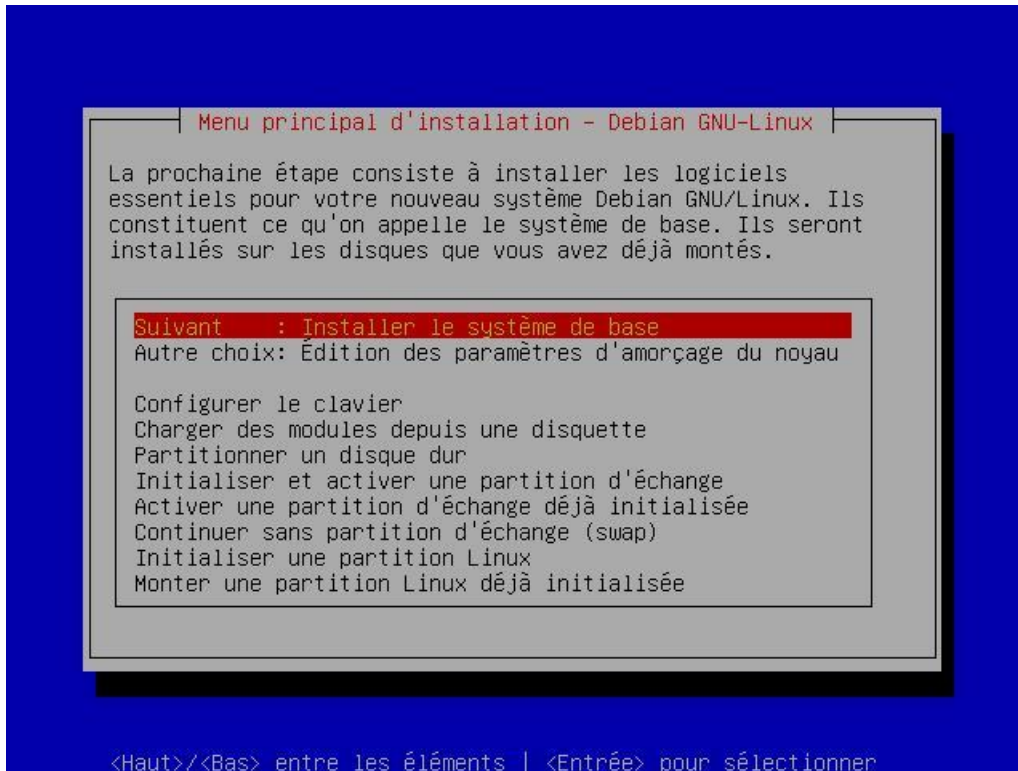 Menu principal d'installation - Debian GNU-Linux
La prochaine étape consiste à installer les logiciels
essentiels pour votre nouveau système Debian GNU/Linux. Ils
constituent ce qu'on appelle le système de base. Ils seront
installés sur les disques que vous avez déjà montés.
Suivant    : Installer le système de base
Autre choix: Édition des paramètres d'amorçage du noyau
Configurer le clavier
Charger des modules depuis une disquette
Partitionner un disque dur
Initialiser et activer une partition d'échange
Activer une partition d'échange déjà initialisée
Continuer sans partition d'échange (swap)
Initialiser une partition Linux
Monter une partition Linux déjà initialisée
<Haut>/<Bas> entre les éléments | <Entrée> pour sélectionner